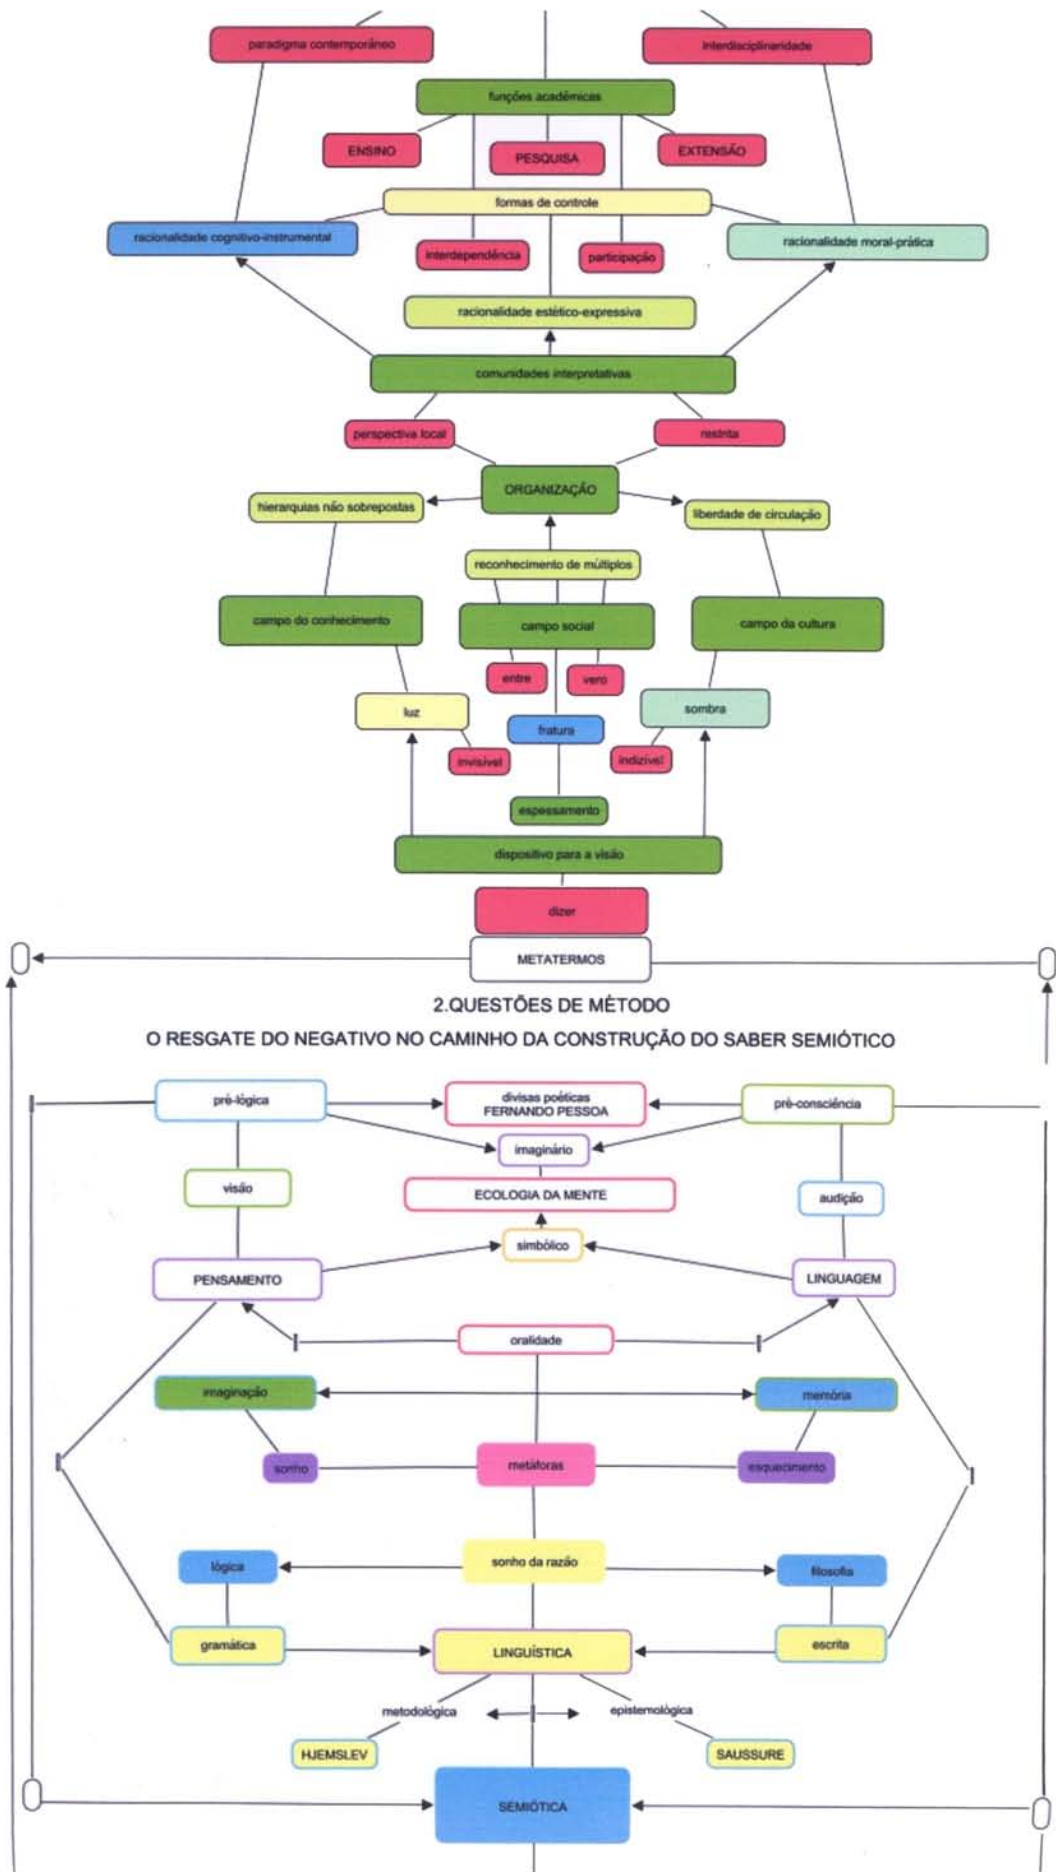 paradigma contemporâneo
interdisciplinaridade
funções acadêmicas
ENSINO
PESQUISA
EXTENSÃO
formas de controle
racionalidade cognitivo-instrumental
racionalidade moral-prática
interdependência
participação
racionalidade estético-expressiva
comunidades interpretativas
perspectiva local
restrita
ORGANIZAÇÃO
hierarquias não sobrepostas
liberdade de circulação
reconhecimento de múltiplos
campo do conhecimento
campo social
campo da cultura
entre
vero
luz
sombra
fratura
invisível
indizível
espessamento
dispositivo para a visão
dizer
METATERMOS
2.QUESTÕES DE MÉTODO
O RESGATE DO NEGATIVO NO CAMINHO DA CONSTRUÇÃO DO SABER SEMIÓTICO
pré-lógica
divisas poéticas
FERNANDO PESSOA
pré-consciência
imaginário
visão
ECOLOGIA DA MENTE
audição
simbólico
PENSAMENTO
LINGUAGEM
oralidade
imaginação
memória
sonho
metáforas
esquecimento
lógica
sonho da razão
filosofia
gramática
LINGUÍSTICA
escrita
metodológica
epistemológica
HJEMSLEV
SAUSSURE
SEMIÓTICA